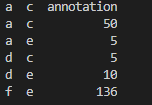 a c annotation
a c 50
a e 5
d c 5
d e 10
f e 136